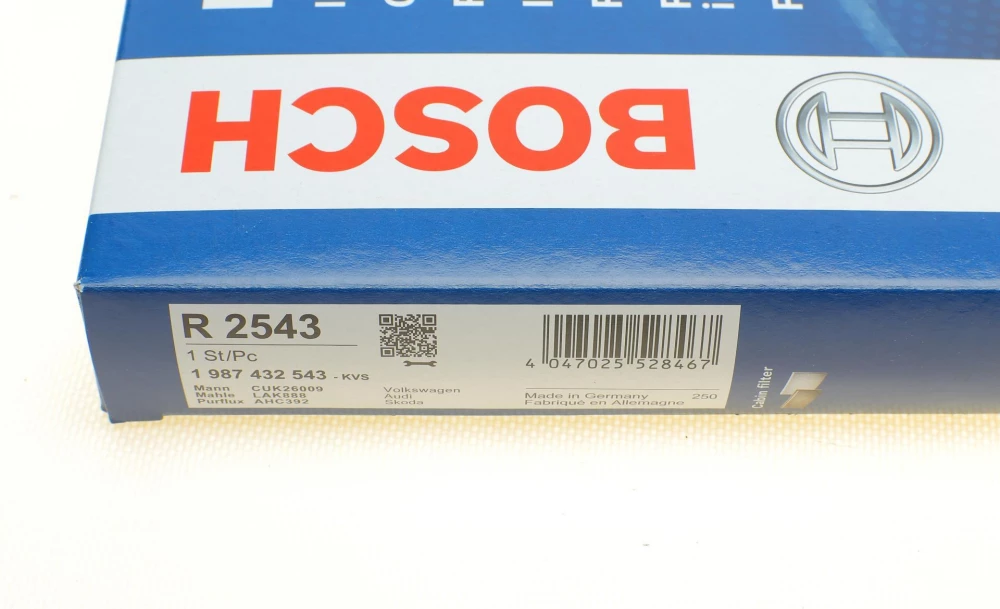 BOSCH
R 2543
1 St/Pc
1 987 432 543 - KVS
Mann CUK26009
Mahle LAK888
Purflux AHC392
Volkswagen
Audi
Skoda
4 047025 528467
Made in Germany 250
Fabriqué en Allemagne
Cabin filter